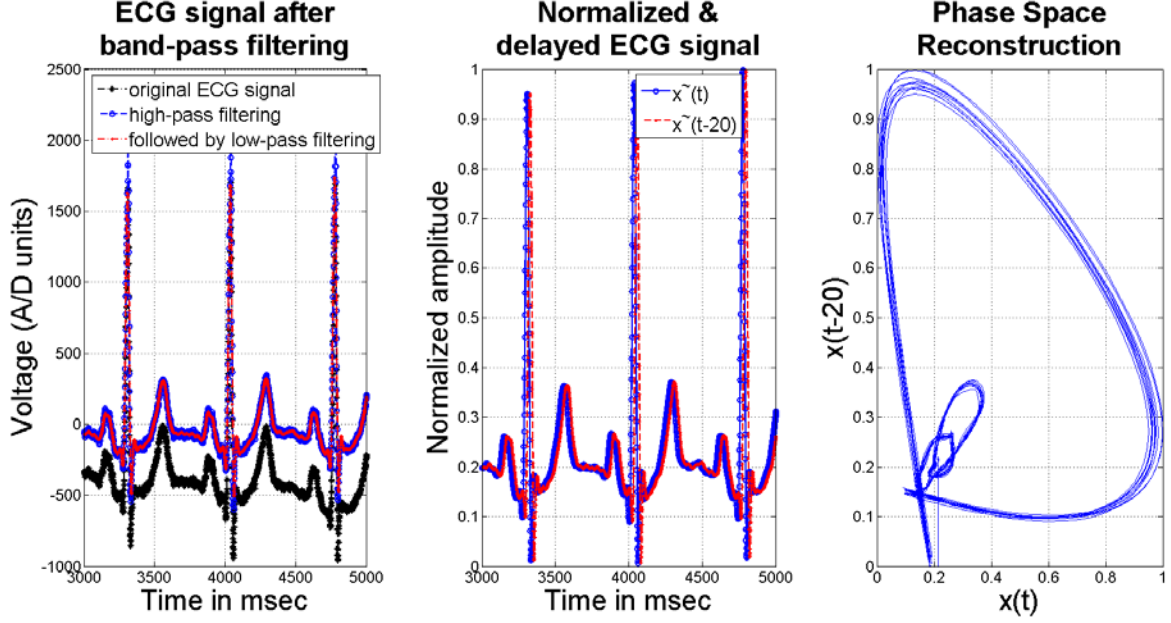 ECG signal after
band-pass filtering
2500
2000
1500
1000
500
0
-500
-1000
original ECG signal
high-pass filtering
followed by low-pass filtering
Voltage (A/D units)
3000 3500 4000 4500 5000
Time in msec
Normalized &
delayed ECG signal
1
0.9
0.8
0.7
0.6
0.5
0.4
0.3
0.2
0.1
0
x~(t)
x~(t-20)
Normalized amplitude
3000 3500 4000 4500 5000
Time in msec
Phase Space
Reconstruction
1
0.9
0.8
0.7
0.6
0.5
0.4
0.3
0.2
0.1
0
x(t-20)
0 0.2 0.4 0.6 0.8 1
x(t)